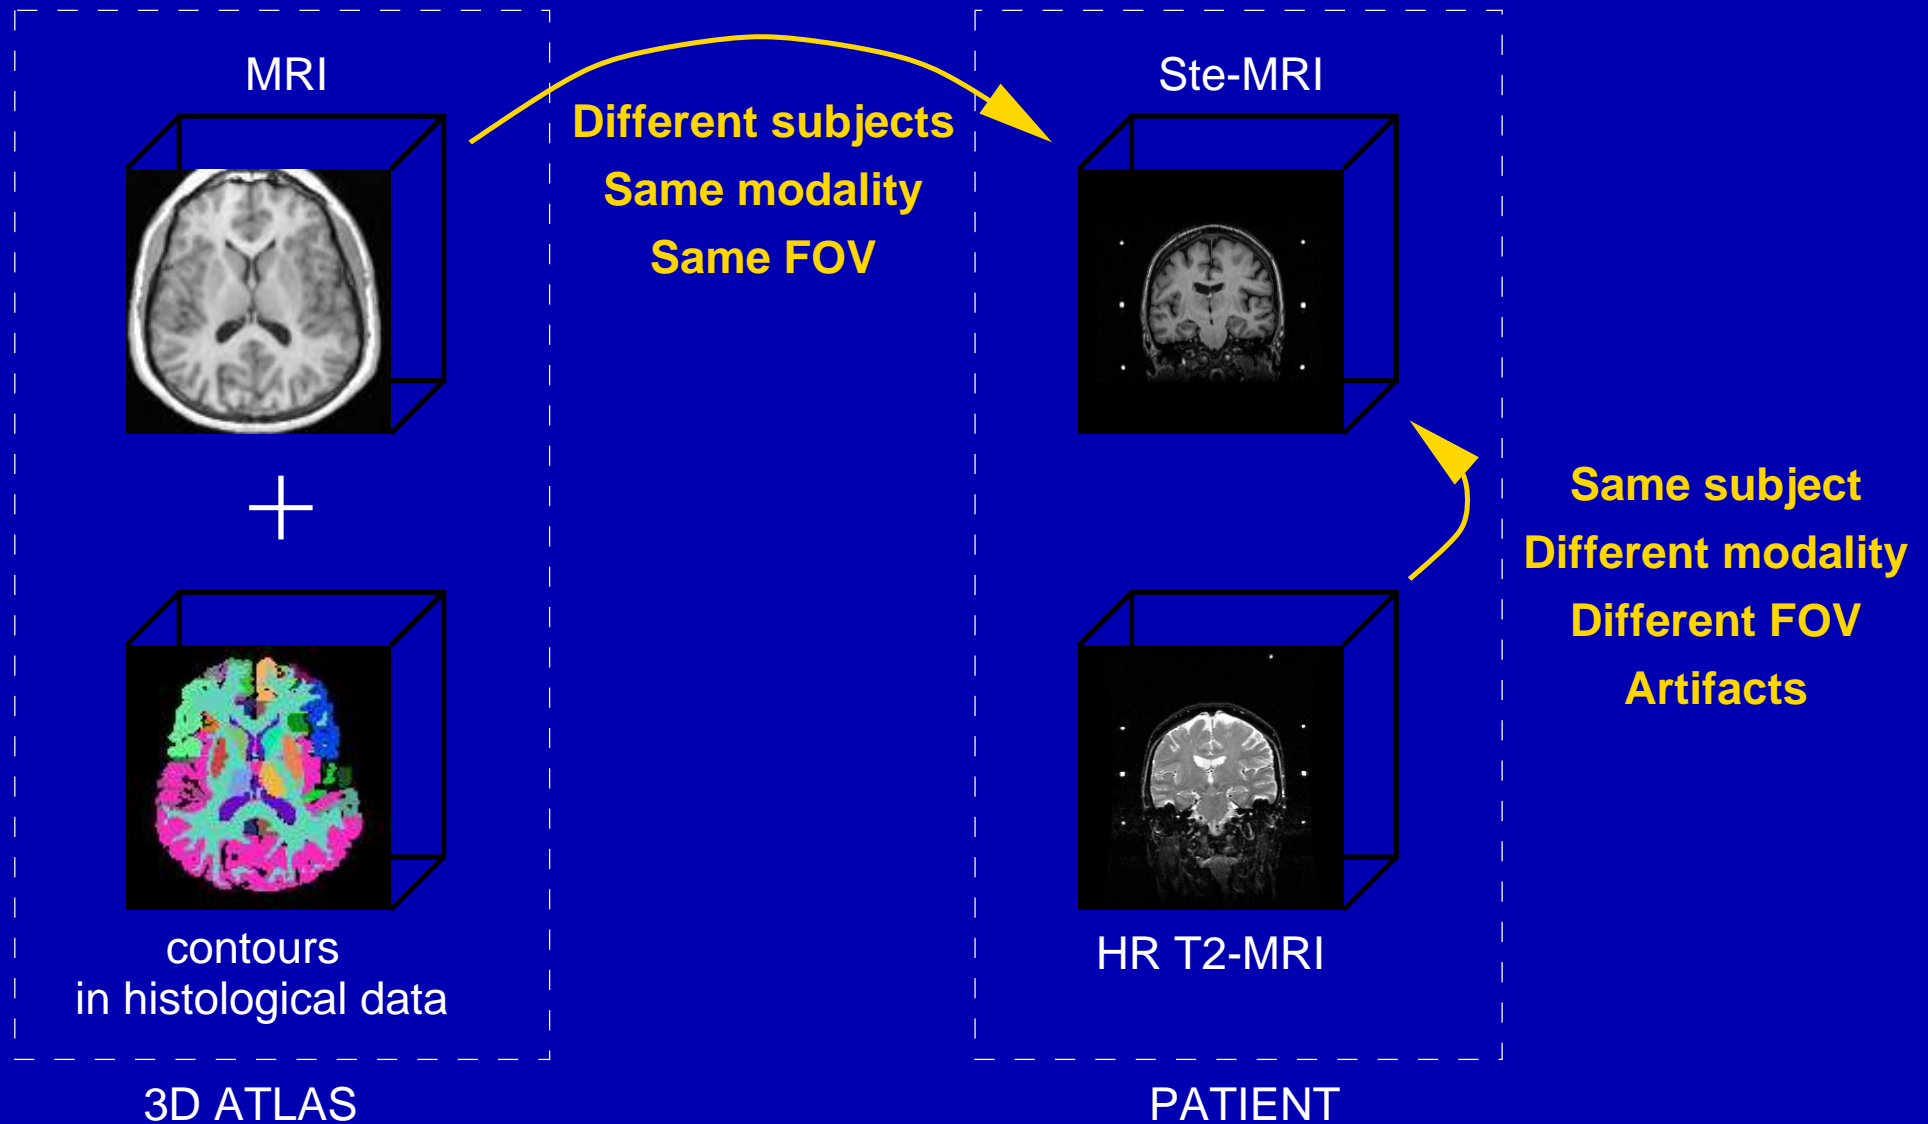 MRI
Different subjects
Same modality
Same FOV
Ste-MRI
+
Same subject
Different modality
Different FOV
Artifacts
contours
in histological data
HR T2-MRI
3D ATLAS
PATIENT